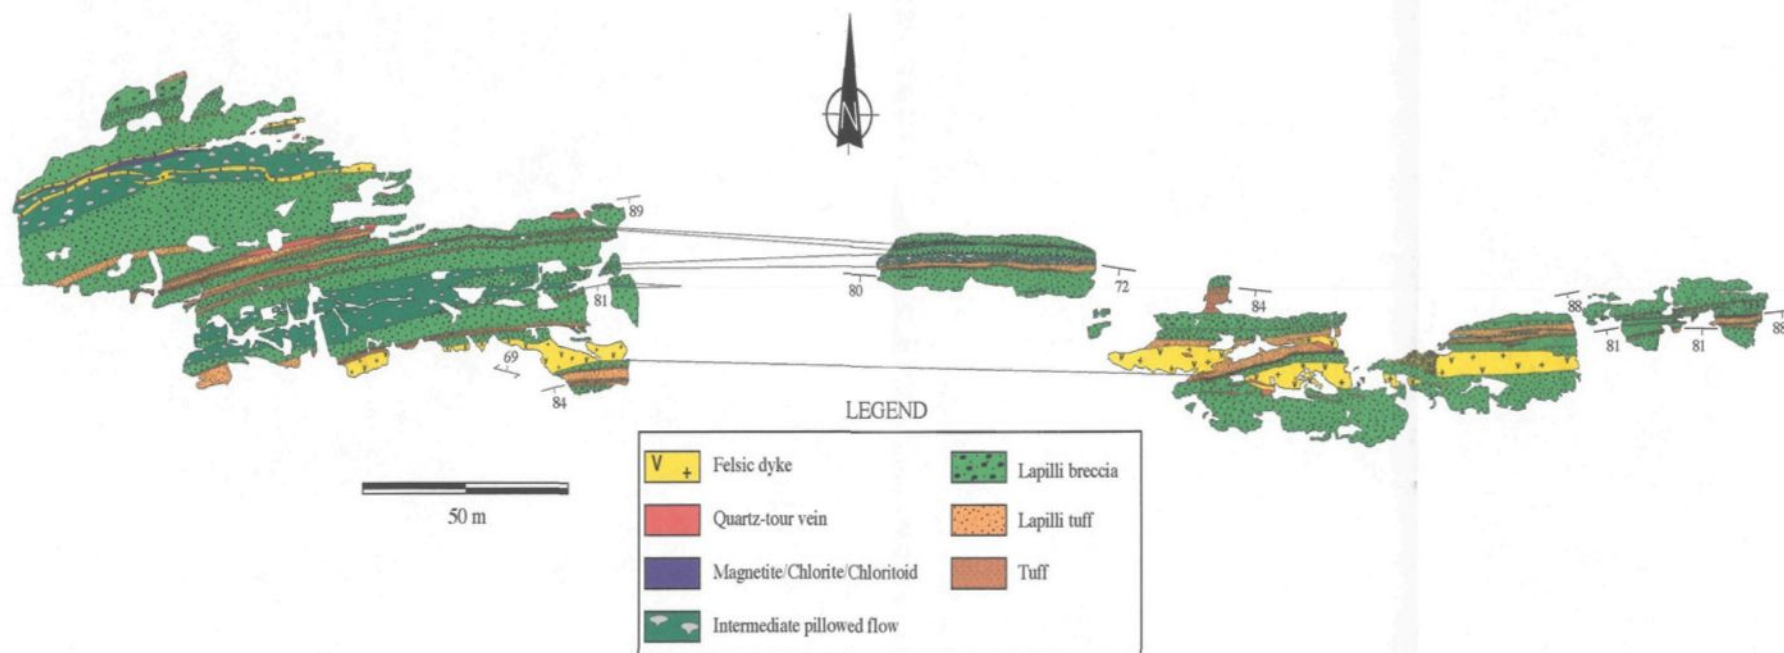 N
89
81
80
72
84
88
81
81
88
69
84
LEGEND
50 m
V + Felsic dyke
Lapilli breccia
Quartz-tour vein
Lapilli tuff
Magnetite/Chlorite/Chloritoid
Tuff
Intermediate pillowed flow